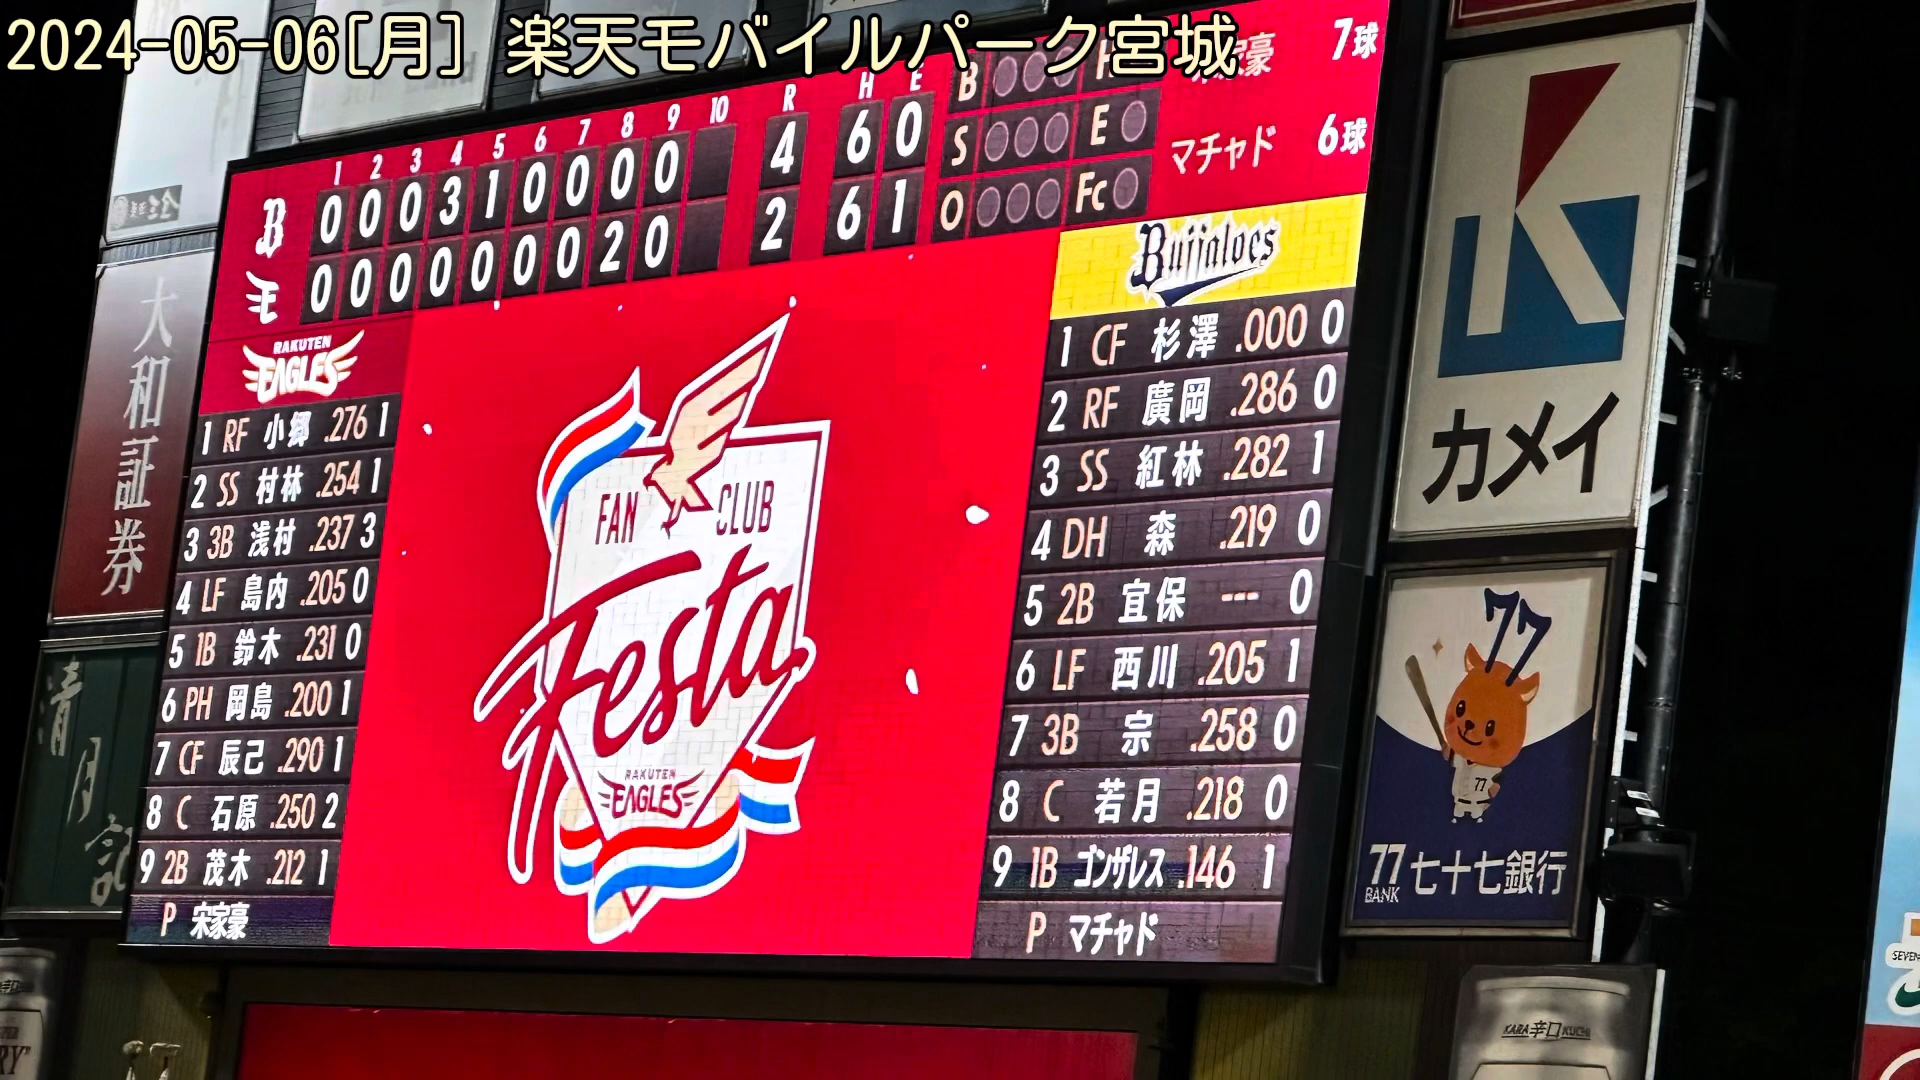 2024-05-06[月] 楽天モバイルパーク宮城
1 2 3 4 5 6 7 8 9 10 R H E
B 0 0 0 3 1 0 0 0 0 4 6 0
E 0 0 0 0 0 0 0 2 0 2 6 1
B H
S E
O Fc
宋家豪 7球
マチャド 6球
RAKUTEN
EAGLES
1 RF 小郷 .276 1
2 SS 村林 .254 1
3 3B 浅村 .237 3
4 LF 島内 .205 0
5 1B 鈴木 .231 0
6 PH 岡島 .200 1
7 CF 辰己 .290 1
8 C 石原 .250 2
9 2B 茂木 .212 1
P 宋家豪
FAN CLUB
Festa
RAKUTEN
EAGLES
Buffaloes
1 CF 杉澤 .000 0
2 RF 廣岡 .286 0
3 SS 紅林 .282 1
4 DH 森 .219 0
5 2B 宜保 --- 0
6 LF 西川 .205 1
7 3B 宗 .258 0
8 C 若月 .218 0
9 1B ゴンザレス .146 1
P マチャド
大和証券
清月記
K
カメイ
77
77
77 BANK 七十七銀行
KARA 辛口 KUCHI
SEVEN